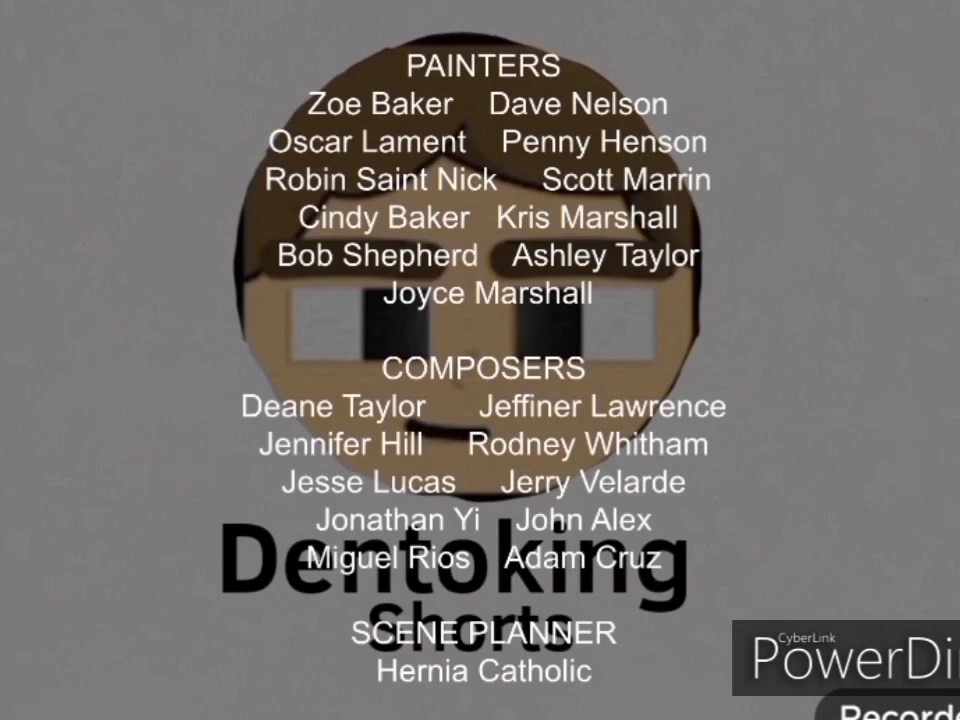 PAINTERS
Zoe Baker Dave Nelson
Oscar Lament Penny Henson
Robin Saint Nick Scott Marrin
Cindy Baker Kris Marshall
Bob Shepherd Ashley Taylor
Joyce Marshall
COMPOSERS
Deane Taylor Jeffiner Lawrence
Jennifer Hill Rodney Whitham
Jesse Lucas Jerry Velarde
Jonathan Yi John Alex
Miguel Rios Adam Cruz
Dentoking
Shorts
SCENE PLANNER
Hernia Catholic
CyberLink